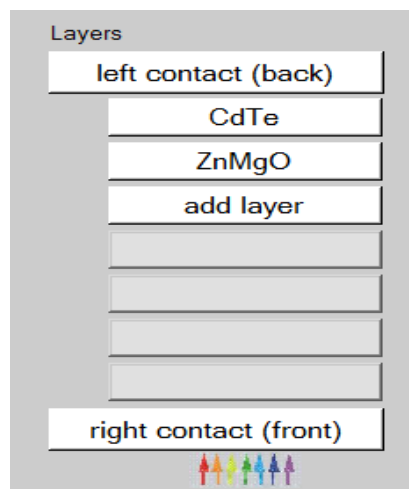 Layers
left contact (back)
CdTe
ZnMgO
add layer
right contact (front)